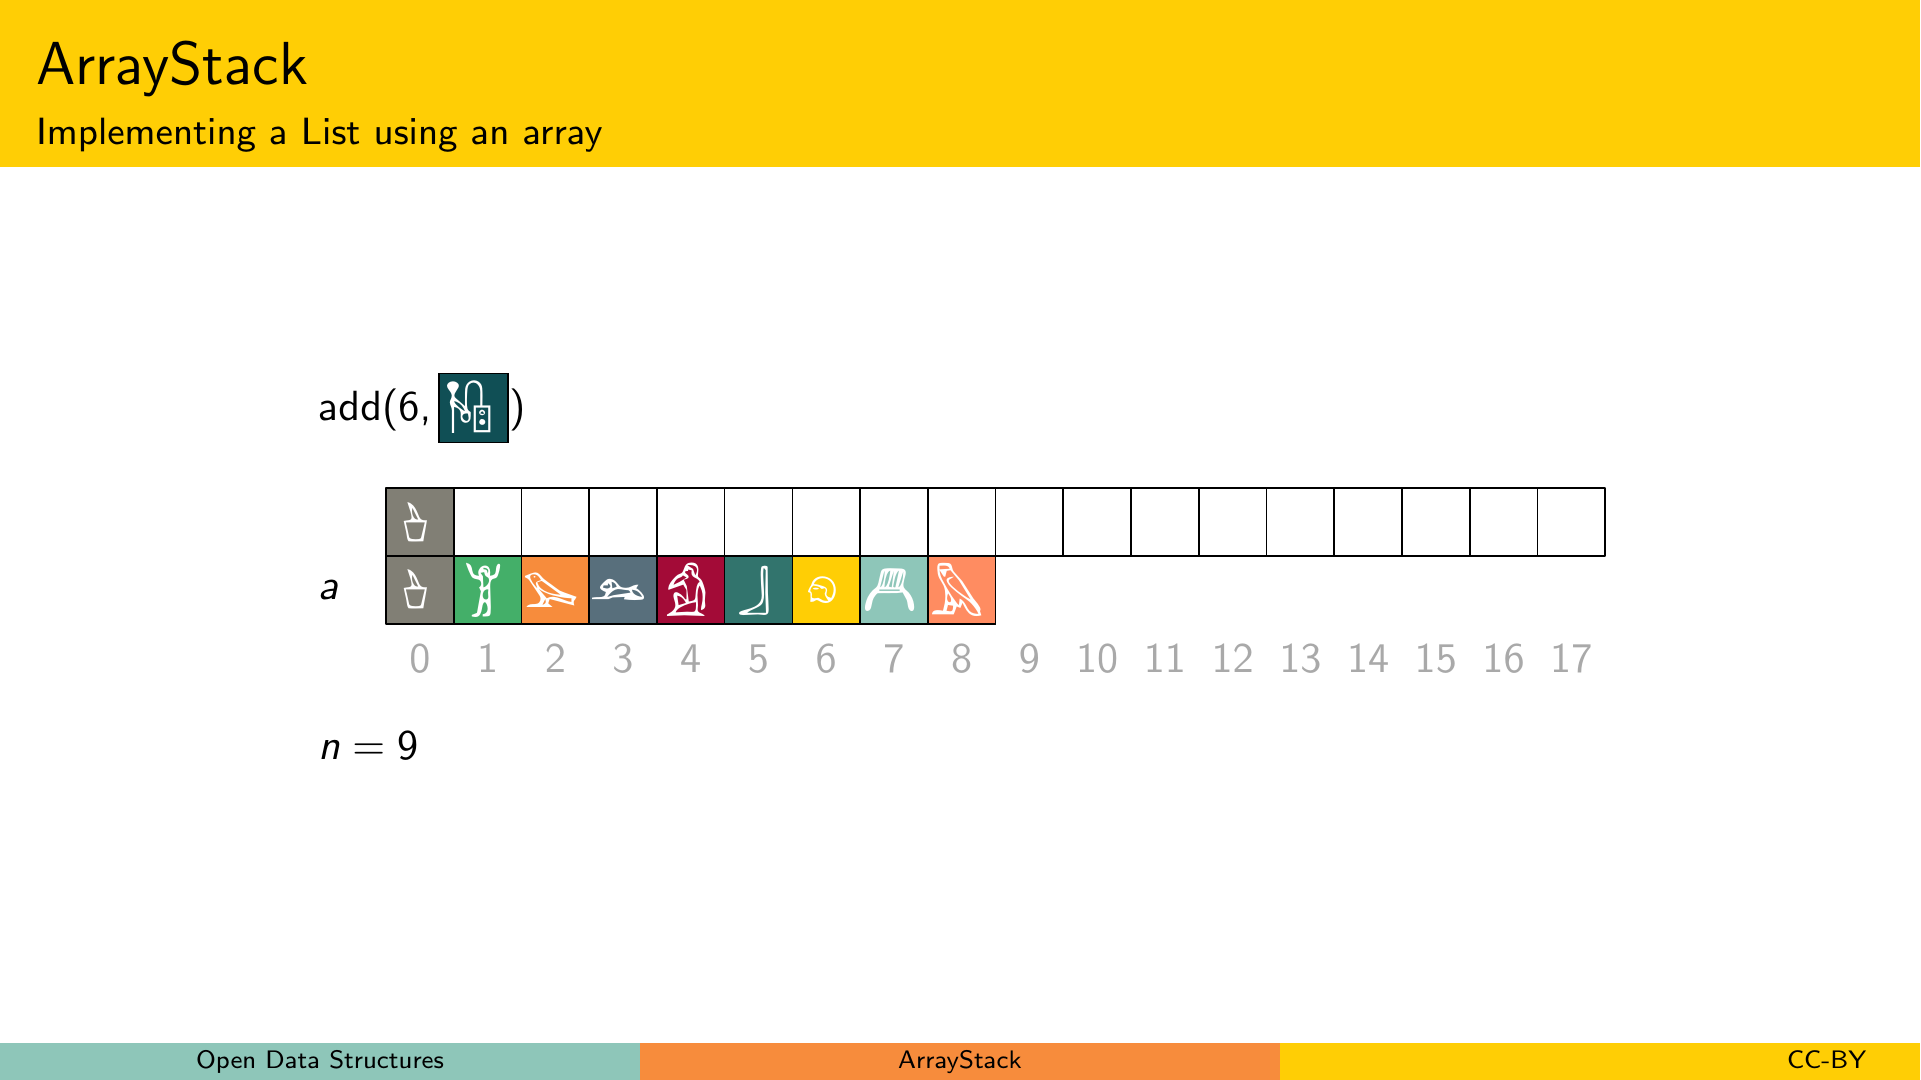 ArrayStack
Implementing a List using an array
add(6, )
a
0 1 2 3 4 5 6 7 8 9 10 11 12 13 14 15 16 17
n = 9
Open Data Structures ArrayStack CC-BY